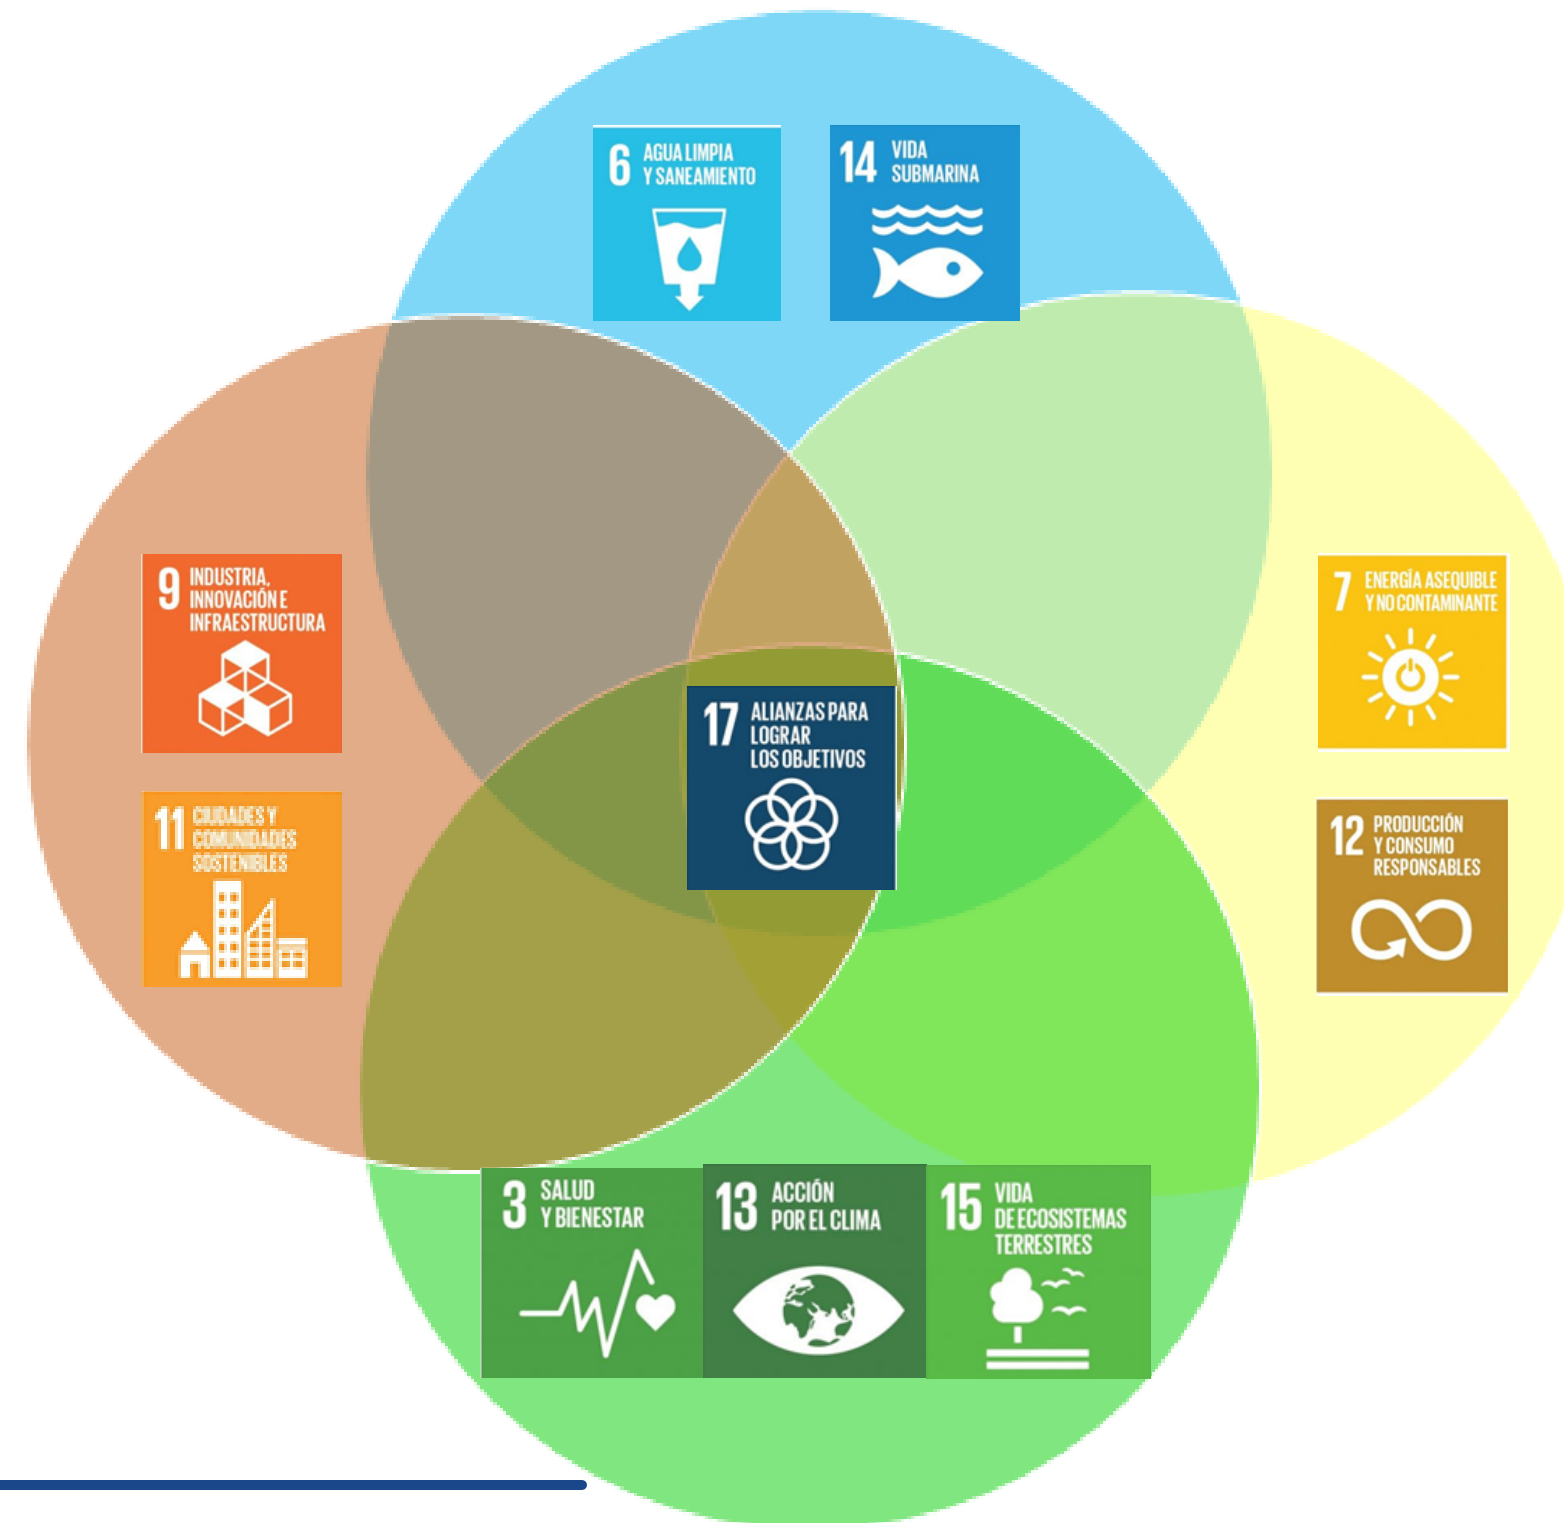 6 AGUA LIMPIA
Y SANEAMIENTO
14 VIDA
SUBMARINA
9 INDUSTRIA,
INNOVACIÓN E
INFRAESTRUCTURA
7 ENERGÍA ASEQUIBLE
Y NO CONTAMINANTE
17 ALIANZAS PARA
LOGRAR
LOS OBJETIVOS
11 CIUDADES Y
COMUNIDADES
SOSTENIBLES
12 PRODUCCIÓN
Y CONSUMO
RESPONSABLES
3 SALUD
Y BIENESTAR
13 ACCIÓN
POR EL CLIMA
15 VIDA
DE ECOSISTEMAS
TERRESTRES